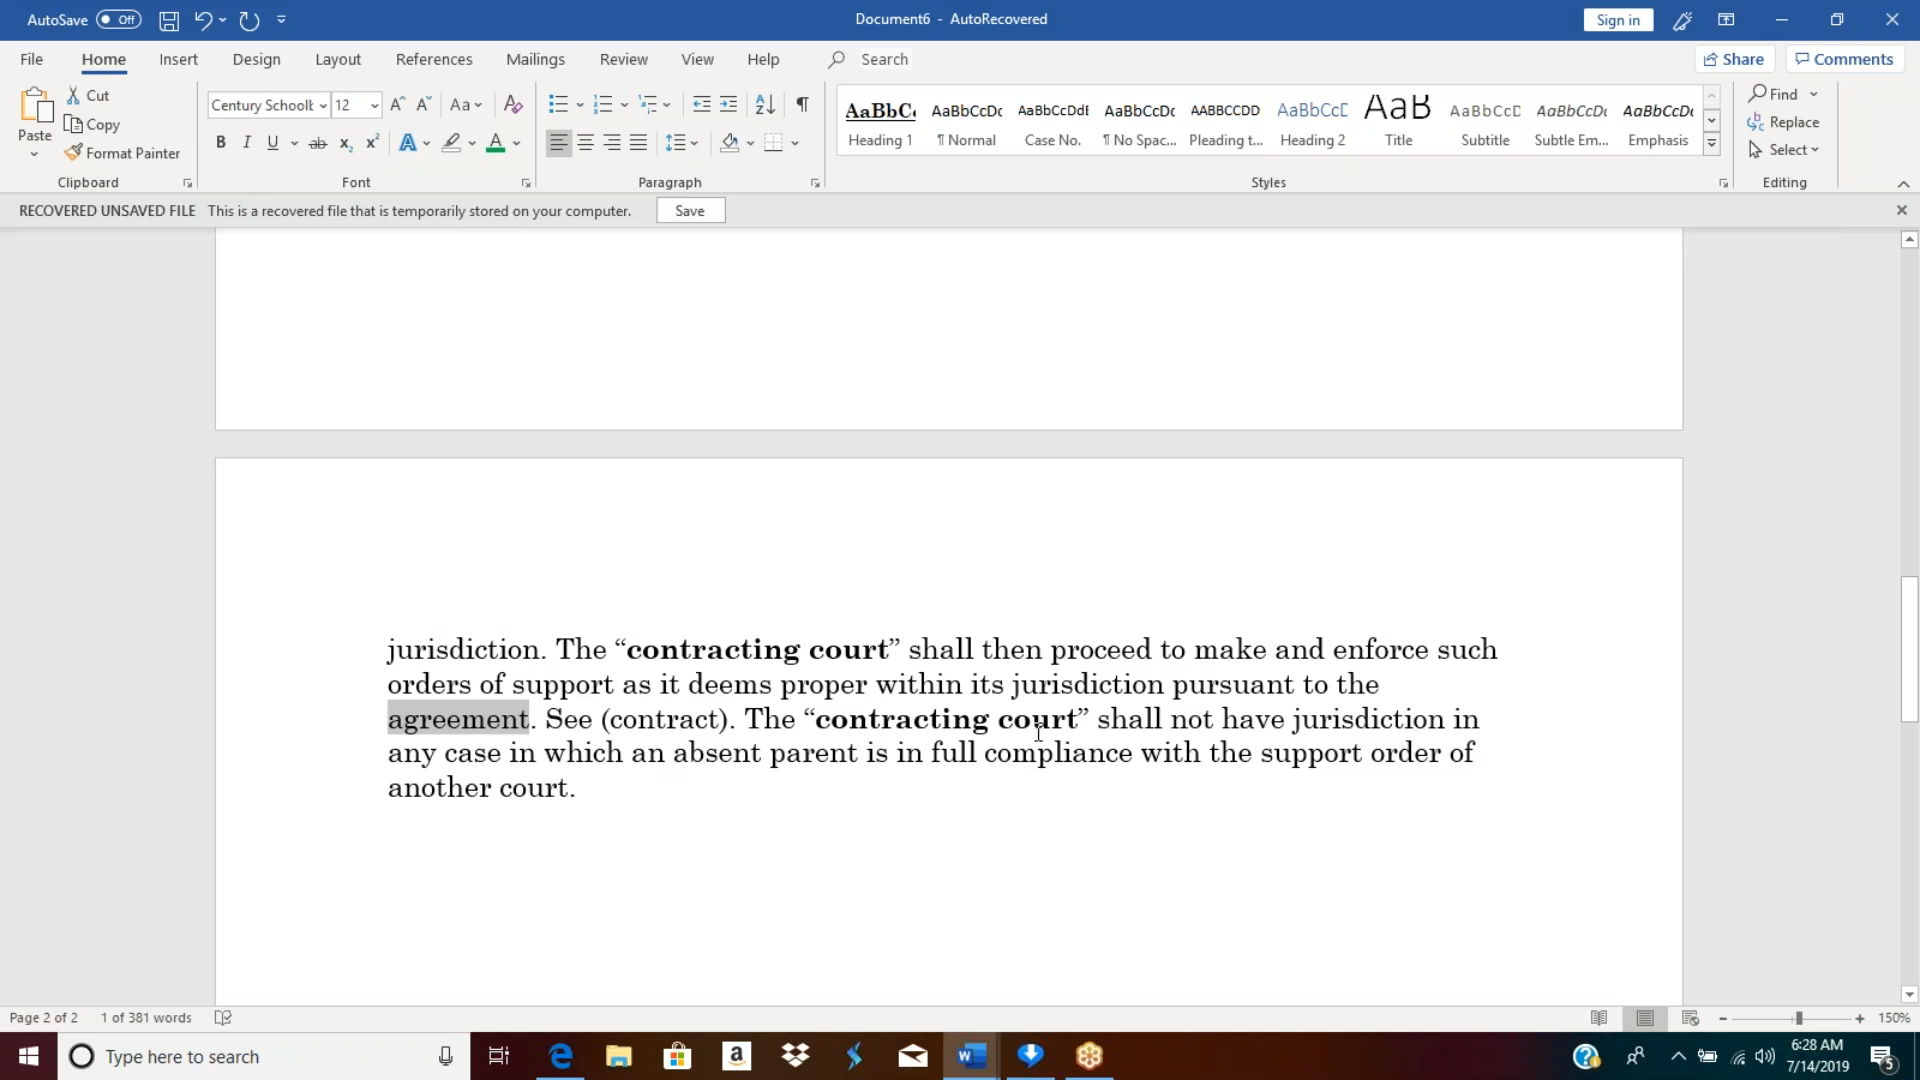 AutoSave Off
Document6 - AutoRecovered
Sign in
File Home Insert Design Layout References Mailings Review View Help Search
Share Comments
Paste
Cut
Copy
Format Painter
Clipboard
Century Schoolb 12
Aa
Font
Paragraph
AaBbC AaBbCcDc AaBbCcDdE AaBbCcDc AABBCCDD AaBbCcD AaB AaBbCcD AaBbCcDc AaBbCcDc
Heading 1 ¶ Normal Case No. ¶ No Spac... Pleading t... Heading 2 Title Subtitle Subtle Em... Emphasis
Styles
Find
Replace
Select
Editing
RECOVERED UNSAVED FILE This is a recovered file that is temporarily stored on your computer. Save
jurisdiction. The “contracting court” shall then proceed to make and enforce such
orders of support as it deems proper within its jurisdiction pursuant to the
agreement. See (contract). The “contracting court” shall not have jurisdiction in
any case in which an absent parent is in full compliance with the support order of
another court.
Page 2 of 2 1 of 381 words
150%
Type here to search
6:28 AM
7/14/2019
5